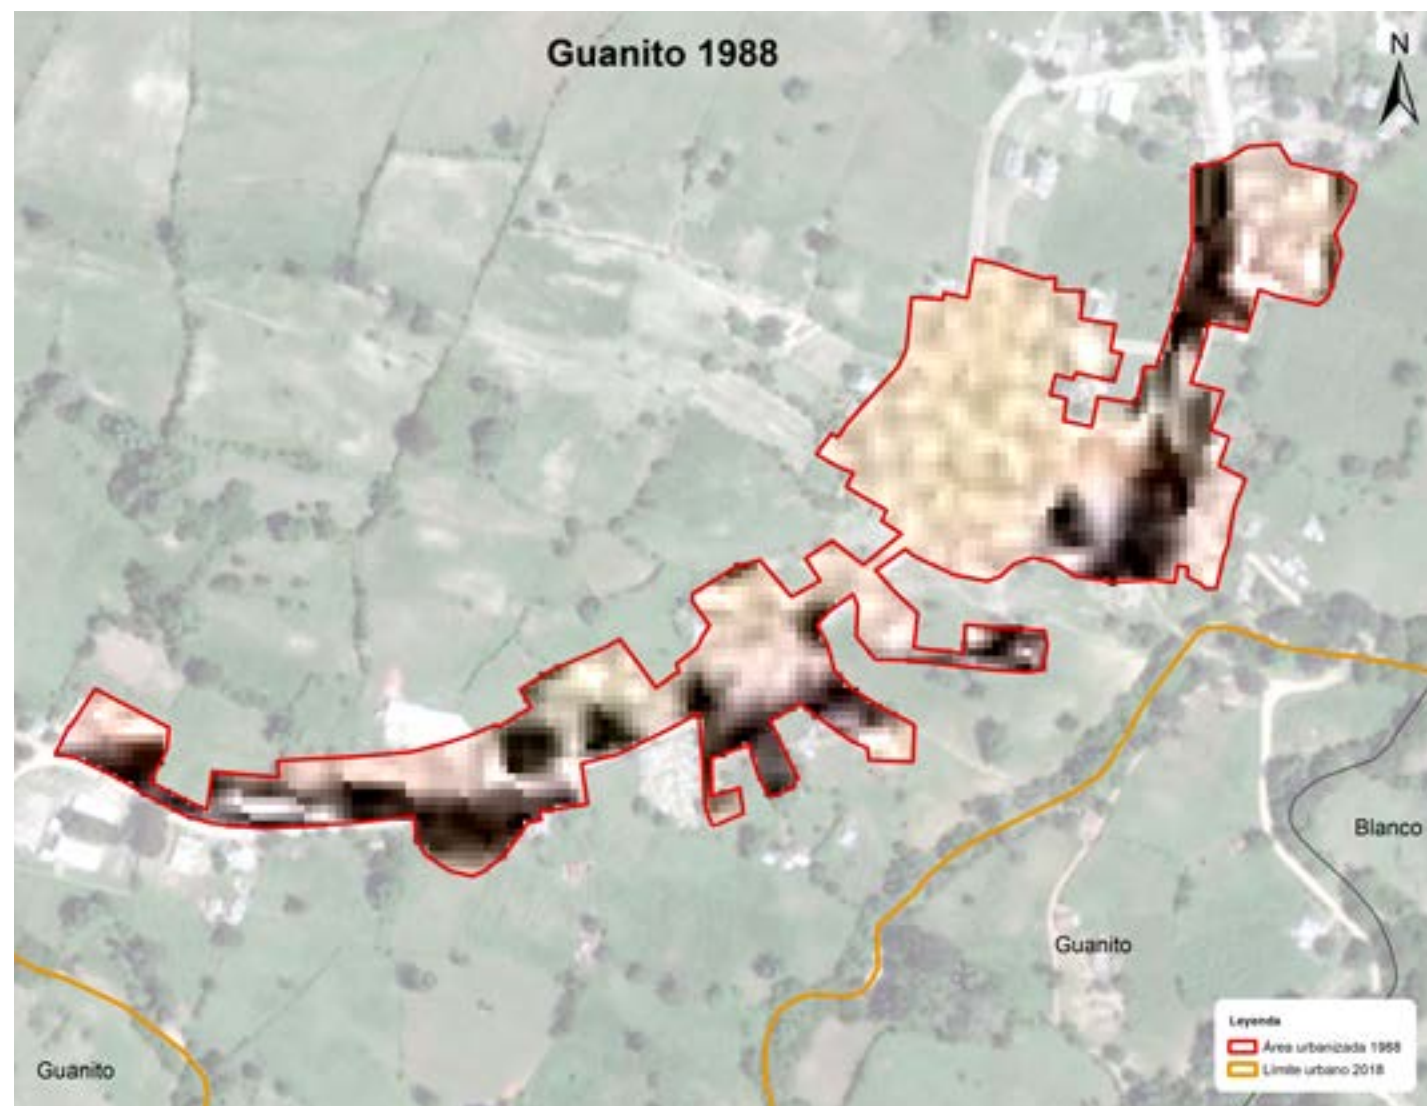 Guanito 1988
N
Blanco
Guanito
Leyenda
Área urbanizada 1988
Límite urbano 2018
Guanito